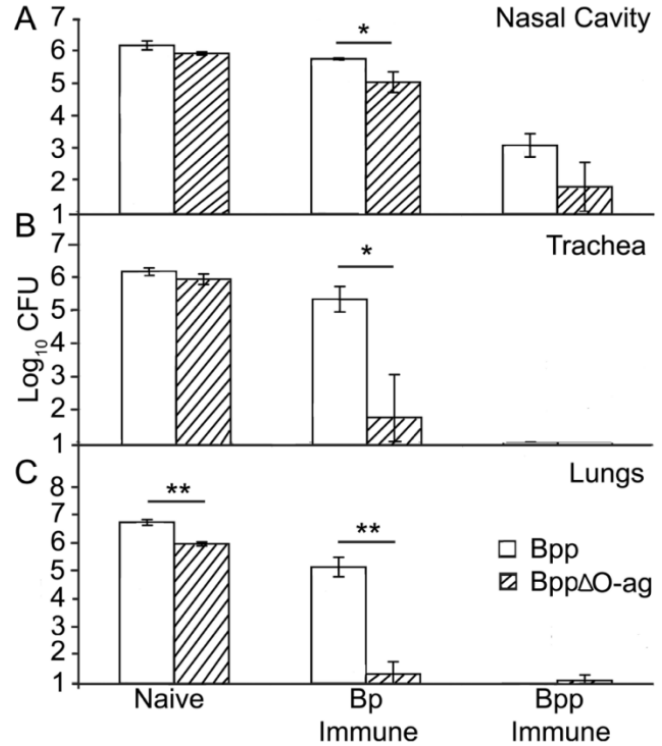 A
Nasal Cavity
7
6
5
4
3
2
1
*
B
Trachea
7
6
5
4
3
2
1
*
Log10 CFU
C
Lungs
8
7
6
5
4
3
2
1
**
**
Bpp
BppΔO-ag
Naive
Bp
Immune
Bpp
Immune